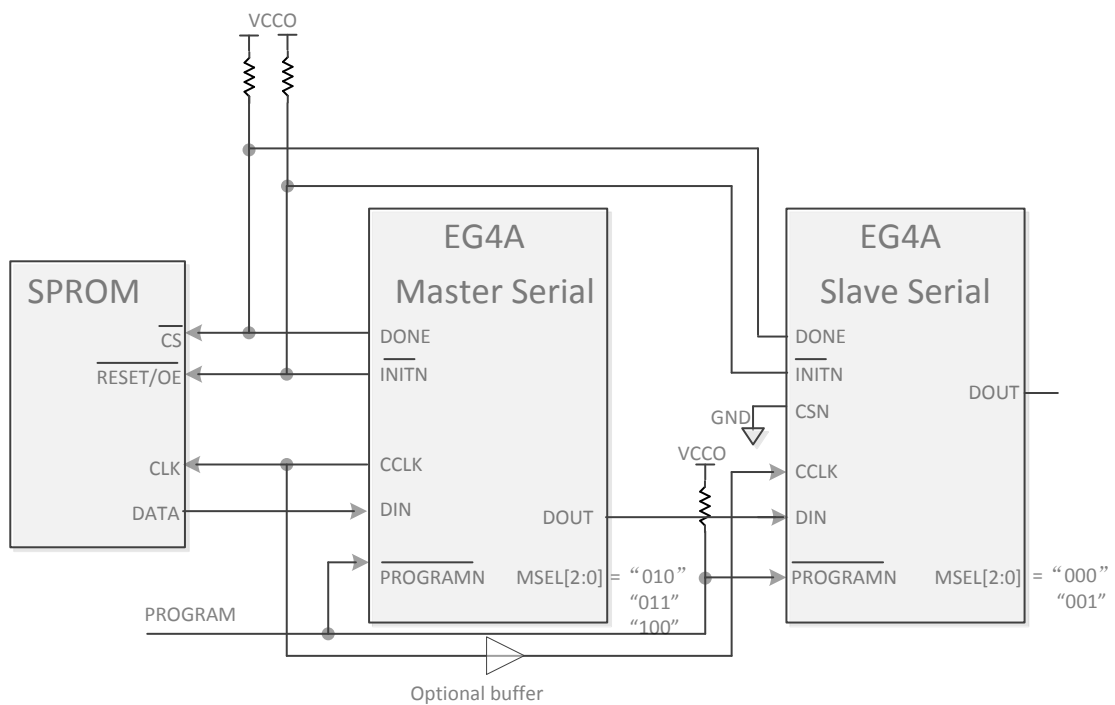 VCCO
EG4A
Master Serial
EG4A
Slave Serial
SPROM
CS
RESET/OE
CLK
DATA
DONE
INITN
CCLK
DIN
DOUT
PROGRAMN
MSEL[2:0] = “010”
“011”
“100”
DONE
INITN
CSN
GND
DOUT
VCCO
CCLK
DIN
PROGRAMN
MSEL[2:0] = “000”
“001”
PROGRAM
Optional buffer